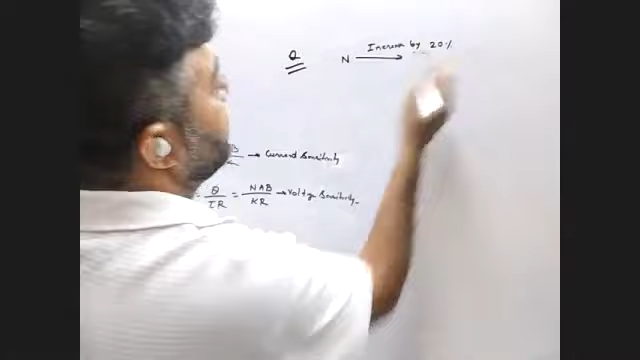 Q N Increase by 20%
→ Current Sensitivity
= θ / IR = NAB / KR → Voltage Sensitivity